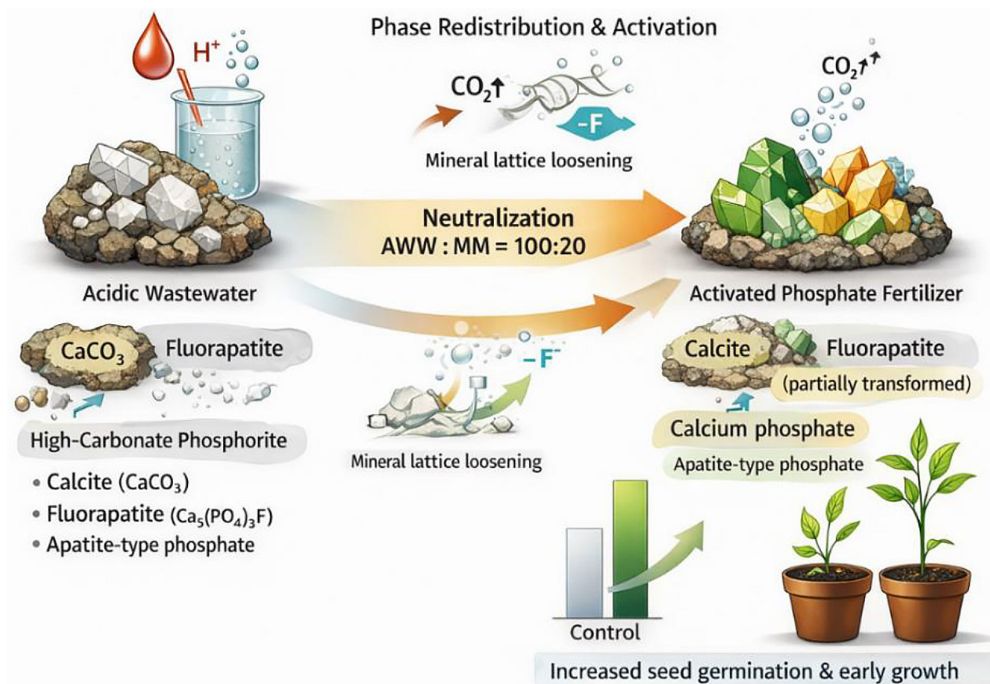 Phase Redistribution & Activation
H⁺
CO₂↑
-F
Mineral lattice loosening
CO₂↑↑
Neutralization
AWW : MM = 100:20
Acidic Wastewater
Activated Phosphate Fertilizer
CaCO₃
Fluorapatite
– F⁻
Mineral lattice loosening
High-Carbonate Phosphorite
• Calcite (CaCO₃)
• Fluorapatite (Ca₅(PO₄)₃F)
• Apatite-type phosphate
Calcite
Fluorapatite
(partially transformed)
Calcium phosphate
Apatite-type phosphate
Control
Increased seed germination & early growth